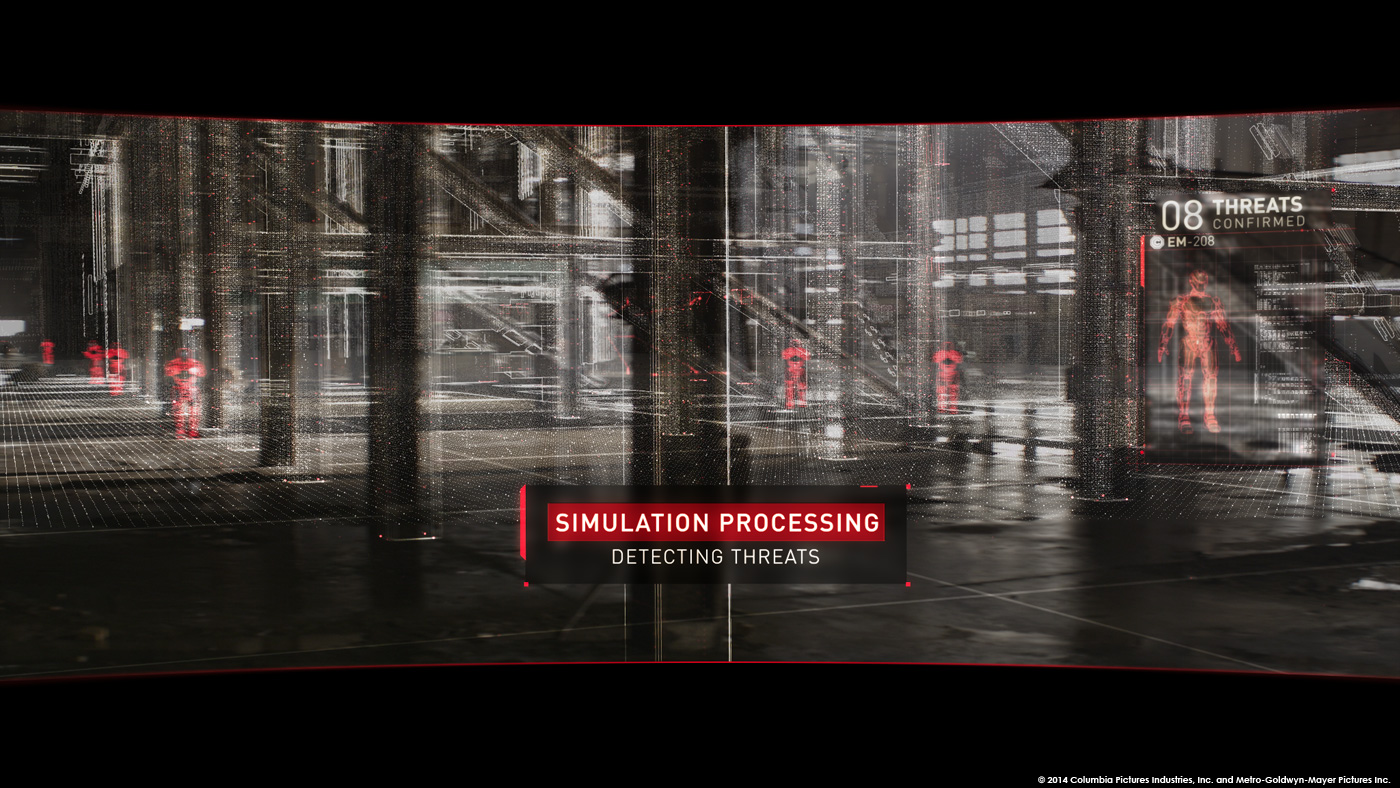 08 THREATS
CONFIRMED
EM-208
SIMULATION PROCESSING
DETECTING THREATS
© 2014 Columbia Pictures Industries, Inc. and Metro-Goldwyn-Mayer Pictures Inc.